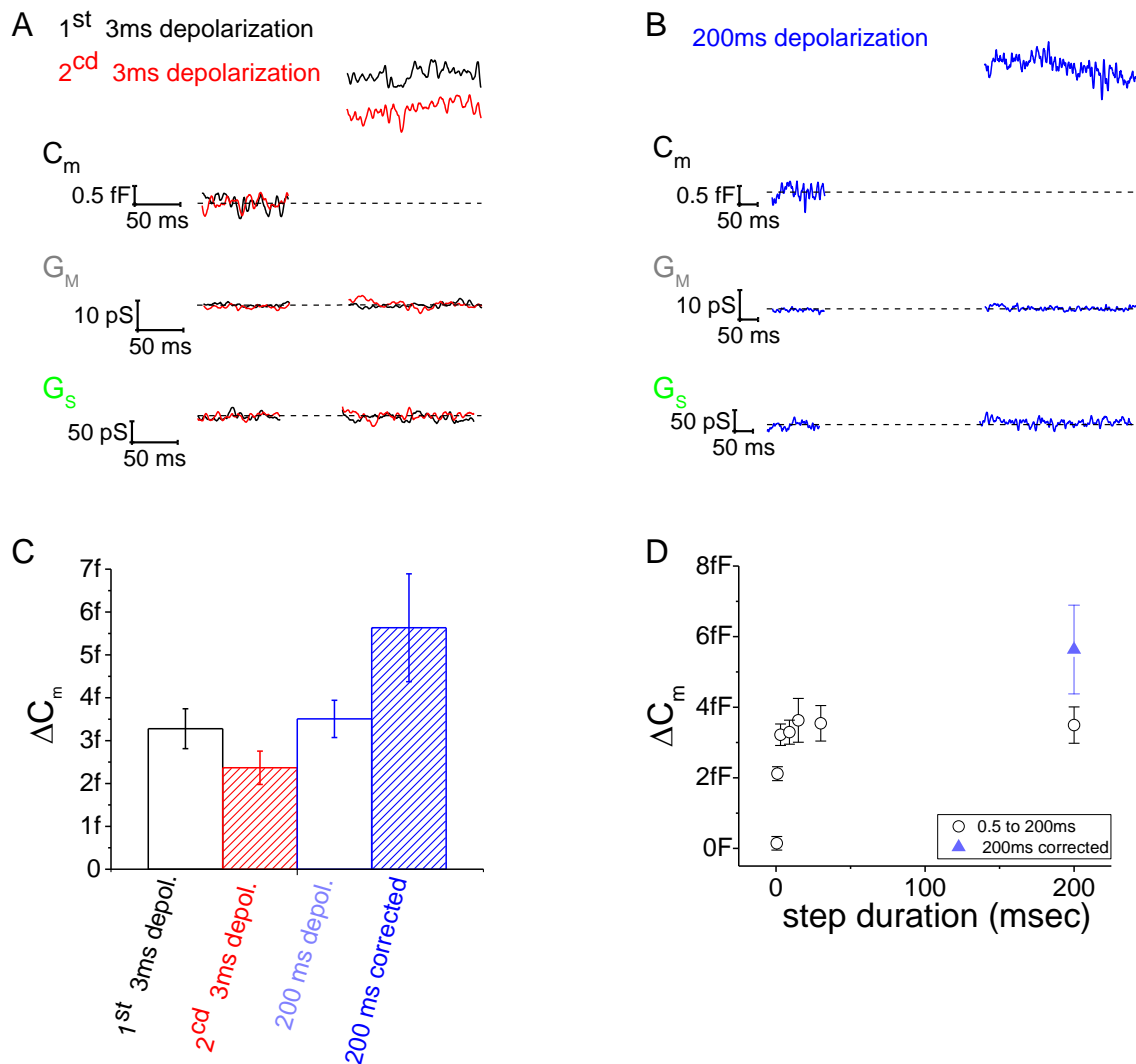 A
1st 3ms depolarization
2cd 3ms depolarization
Cm
0.5 fF
50 ms
GM
10 pS
50 ms
GS
50 pS
50 ms
B
200ms depolarization
Cm
0.5 fF
50 ms
GM
10 pS
50 ms
GS
50 pS
50 ms
C
7f
6f
5f
4f
3f
2f
1f
0
ΔCm
1st 3ms depol.
2cd 3ms depol.
200 ms depol.
200 ms corrected
D
8fF
6fF
4fF
2fF
0F
ΔCm
0.5 to 200ms
200ms corrected
0 100 200
step duration (msec)